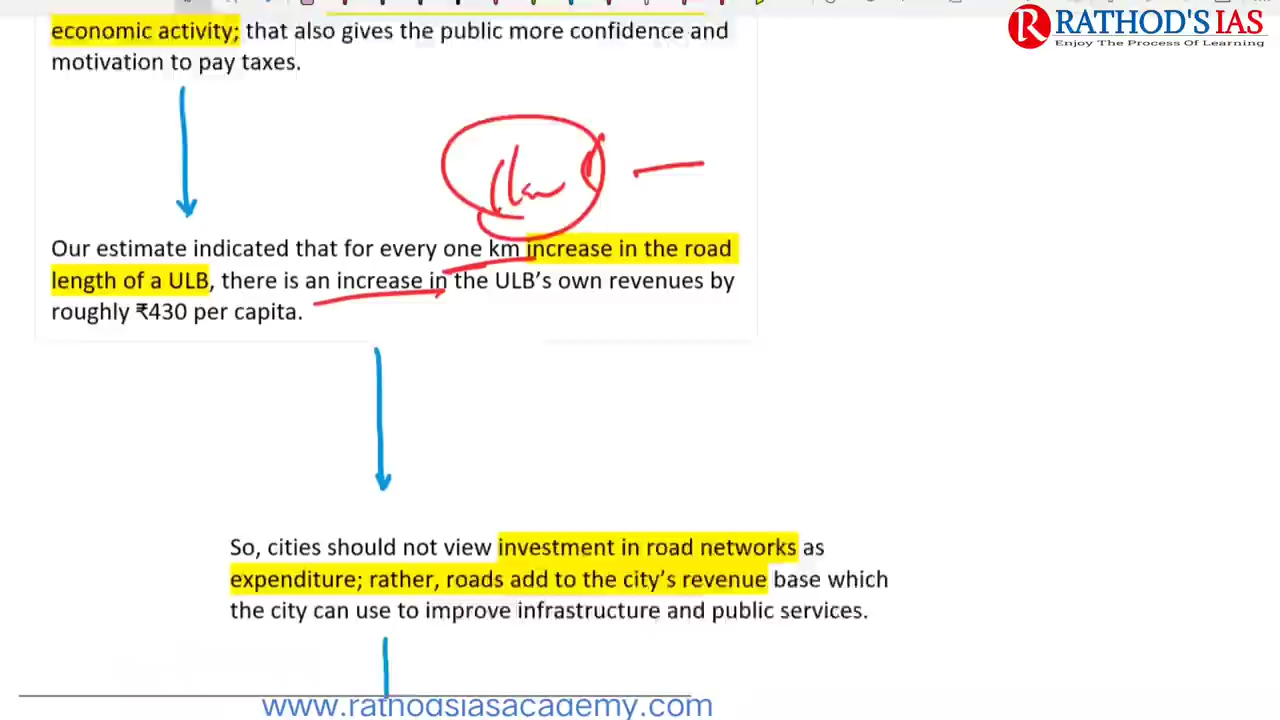 RATHOD'S IAS
Enjoy The Process Of Learning
economic activity; that also gives the public more confidence and
motivation to pay taxes.
1km
Our estimate indicated that for every one km increase in the road
length of a ULB, there is an increase in the ULB’s own revenues by
roughly ₹430 per capita.
So, cities should not view investment in road networks as
expenditure; rather, roads add to the city’s revenue base which
the city can use to improve infrastructure and public services.
www.rathodsiasacademy.com